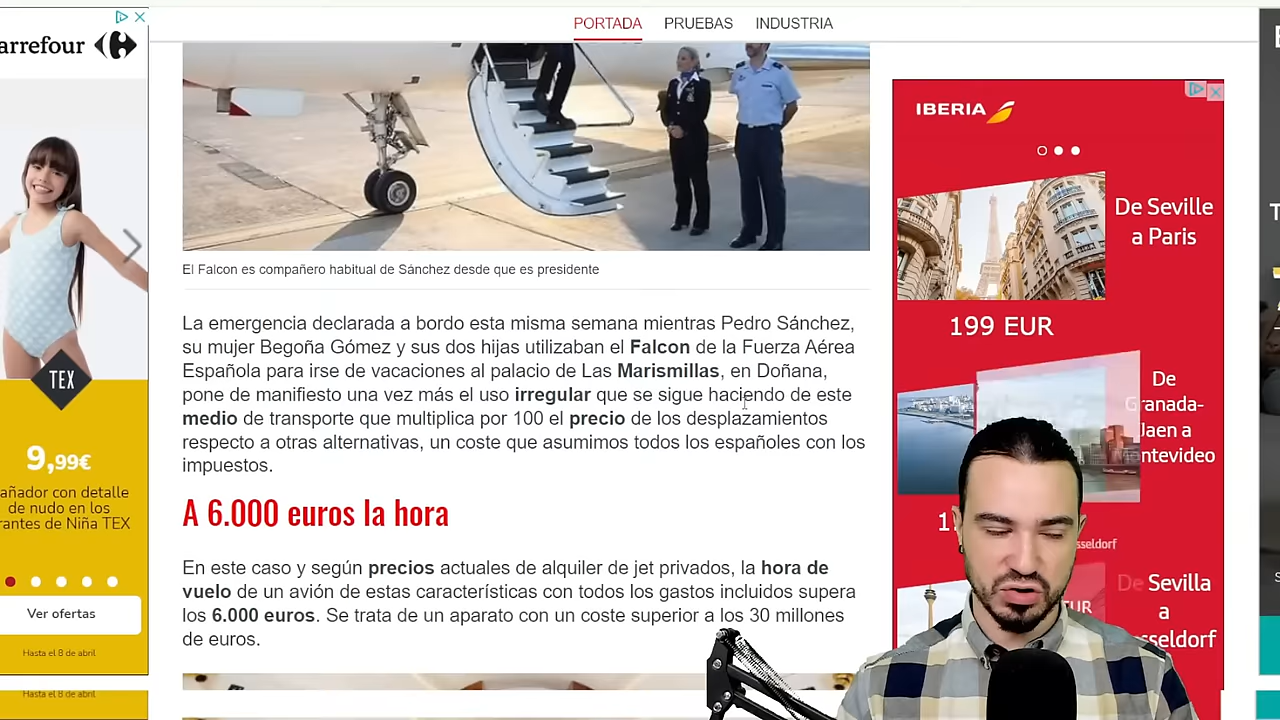 PORTADA PRUEBAS INDUSTRIA
arrefour
TEX
9,99€
añador con detalle
de nudo en los
rantes de Niña TEX
Ver ofertas
Hasta el 8 de abril
Hasta el 8 de abril
El Falcon es compañero habitual de Sánchez desde que es presidente
La emergencia declarada a bordo esta misma semana mientras Pedro Sánchez,
su mujer Begoña Gómez y sus dos hijas utilizaban el Falcon de la Fuerza Aérea
Española para irse de vacaciones al palacio de Las Marismillas, en Doñana,
pone de manifiesto una vez más el uso irregular que se sigue haciendo de este
medio de transporte que multiplica por 100 el precio de los desplazamientos
respecto a otras alternativas, un coste que asumimos todos los españoles con los
impuestos.
A 6.000 euros la hora
En este caso y según precios actuales de alquiler de jet privados, la hora de
vuelo de un avión de estas características con todos los gastos incluidos supera
los 6.000 euros. Se trata de un aparato con un coste superior a los 30 millones
de euros.
IBERIA
De Seville
a Paris
199 EUR
De
Granada-
Jaen a
ntevideo
sseldorf
De Sevilla
a
sseldorf
UR